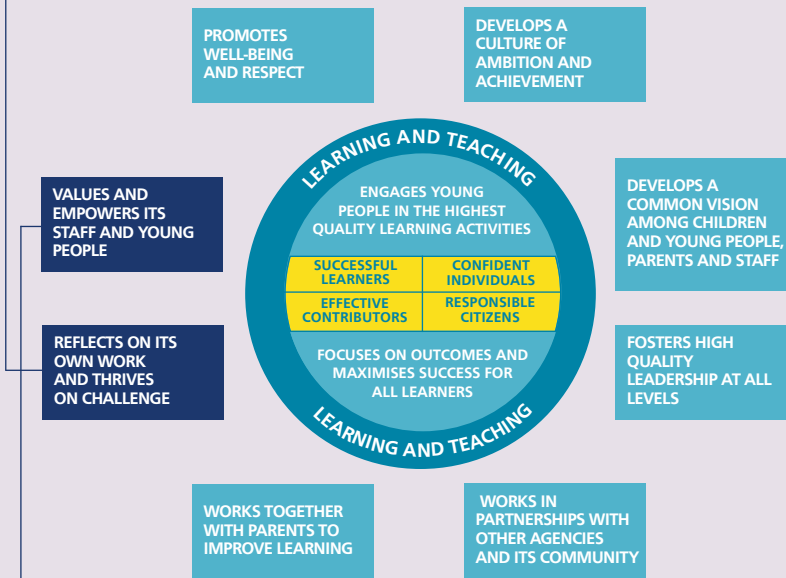 PROMOTES
WELL-BEING
AND RESPECT
DEVELOPS A
CULTURE OF
AMBITION AND
ACHIEVEMENT
LEARNING AND TEACHING
VALUES AND
EMPOWERS ITS
STAFF AND YOUNG
PEOPLE
ENGAGES YOUNG
PEOPLE IN THE HIGHEST
QUALITY LEARNING ACTIVITIES
DEVELOPS A
COMMON VISION
AMONG CHILDREN
AND YOUNG PEOPLE,
PARENTS AND STAFF
SUCCESSFUL
LEARNERS
CONFIDENT
INDIVIDUALS
EFFECTIVE
CONTRIBUTORS
RESPONSIBLE
CITIZENS
REFLECTS ON ITS
OWN WORK
AND THRIVES
ON CHALLENGE
FOCUSES ON OUTCOMES AND
MAXIMISES SUCCESS FOR
ALL LEARNERS
FOSTERS HIGH
QUALITY
LEADERSHIP AT ALL
LEVELS
LEARNING AND TEACHING
WORKS TOGETHER
WITH PARENTS TO
IMPROVE LEARNING
WORKS IN
PARTNERSHIPS WITH
OTHER AGENCIES
AND ITS COMMUNITY